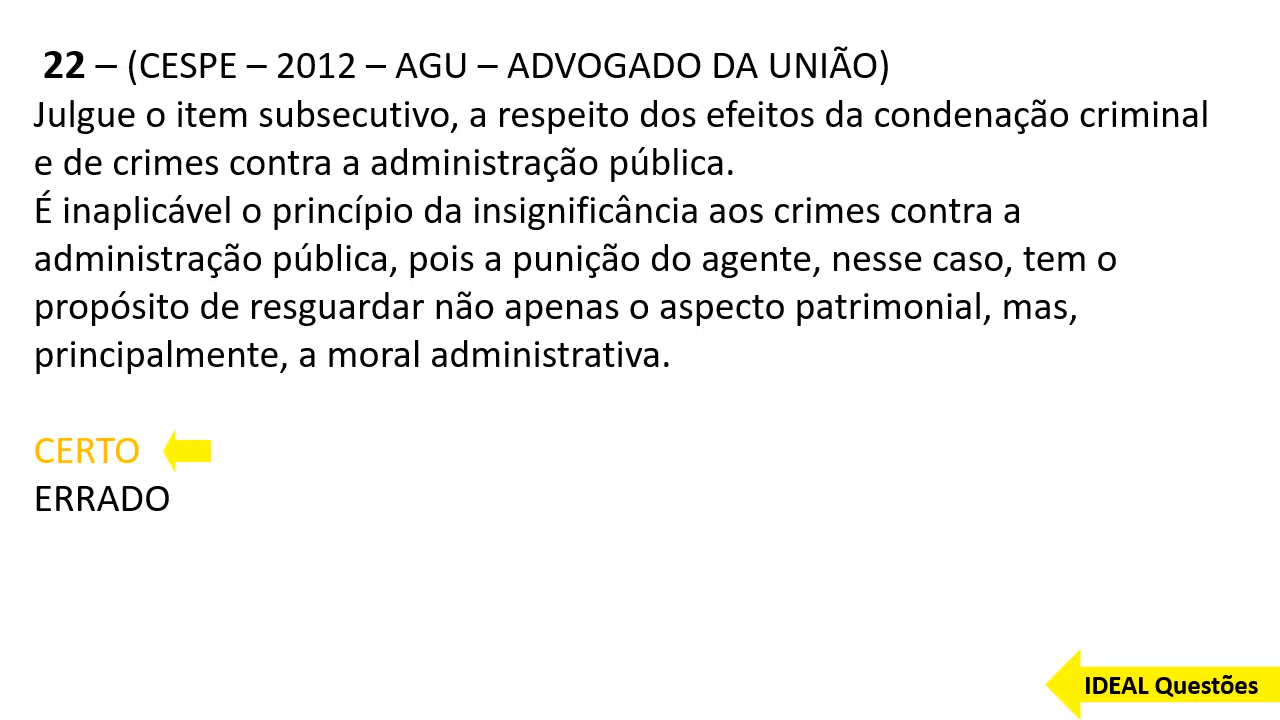 22 – (CESPE – 2012 – AGU – ADVOGADO DA UNIÃO)
Julgue o item subsecutivo, a respeito dos efeitos da condenação criminal
e de crimes contra a administração pública.
É inaplicável o princípio da insignificância aos crimes contra a
administração pública, pois a punição do agente, nesse caso, tem o
propósito de resguardar não apenas o aspecto patrimonial, mas,
principalmente, a moral administrativa.
CERTO
ERRADO
IDEAL Questões